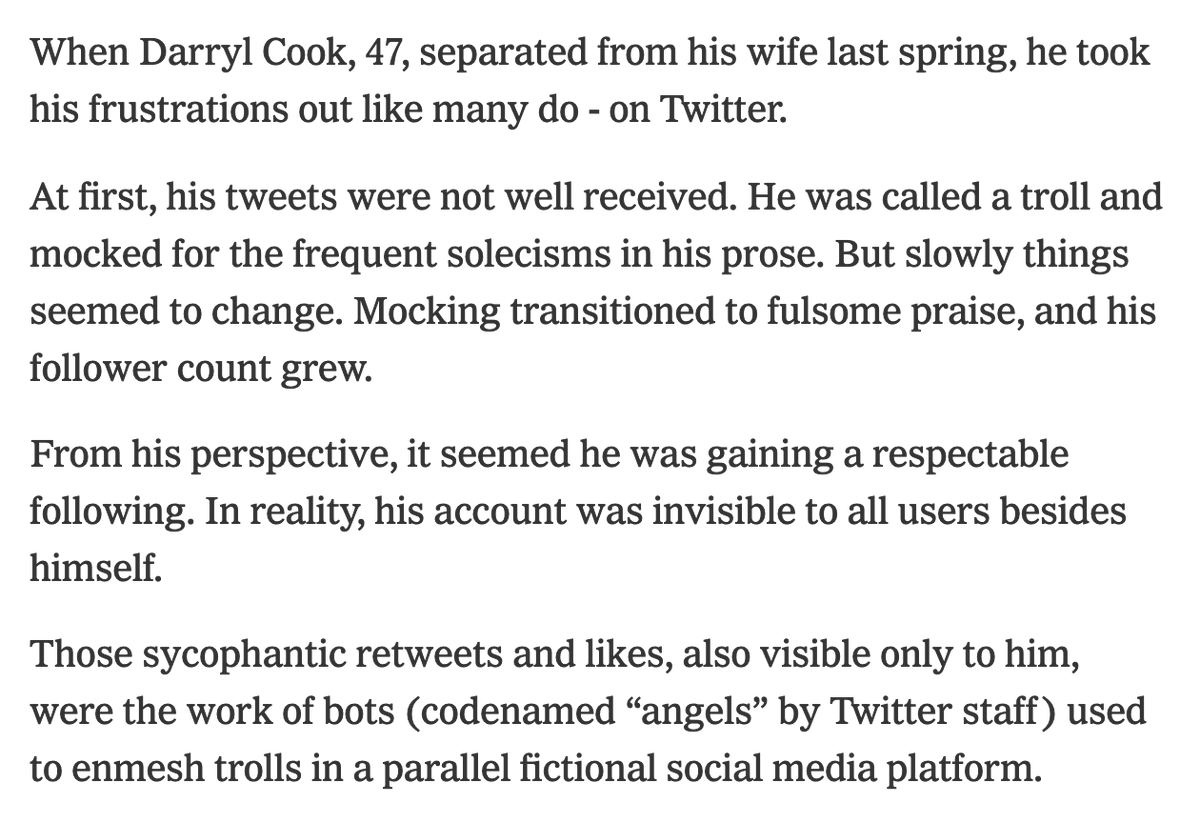 When Darryl Cook, 47, separated from his wife last spring, he took
his frustrations out like many do - on Twitter.
At first, his tweets were not well received. He was called a troll and
mocked for the frequent solecisms in his prose. But slowly things
seemed to change. Mocking transitioned to fulsome praise, and his
follower count grew.
From his perspective, it seemed he was gaining a respectable
following. In reality, his account was invisible to all users besides
himself.
Those sycophantic retweets and likes, also visible only to him,
were the work of bots (codenamed “angels” by Twitter staff) used
to enmesh trolls in a parallel fictional social media platform.